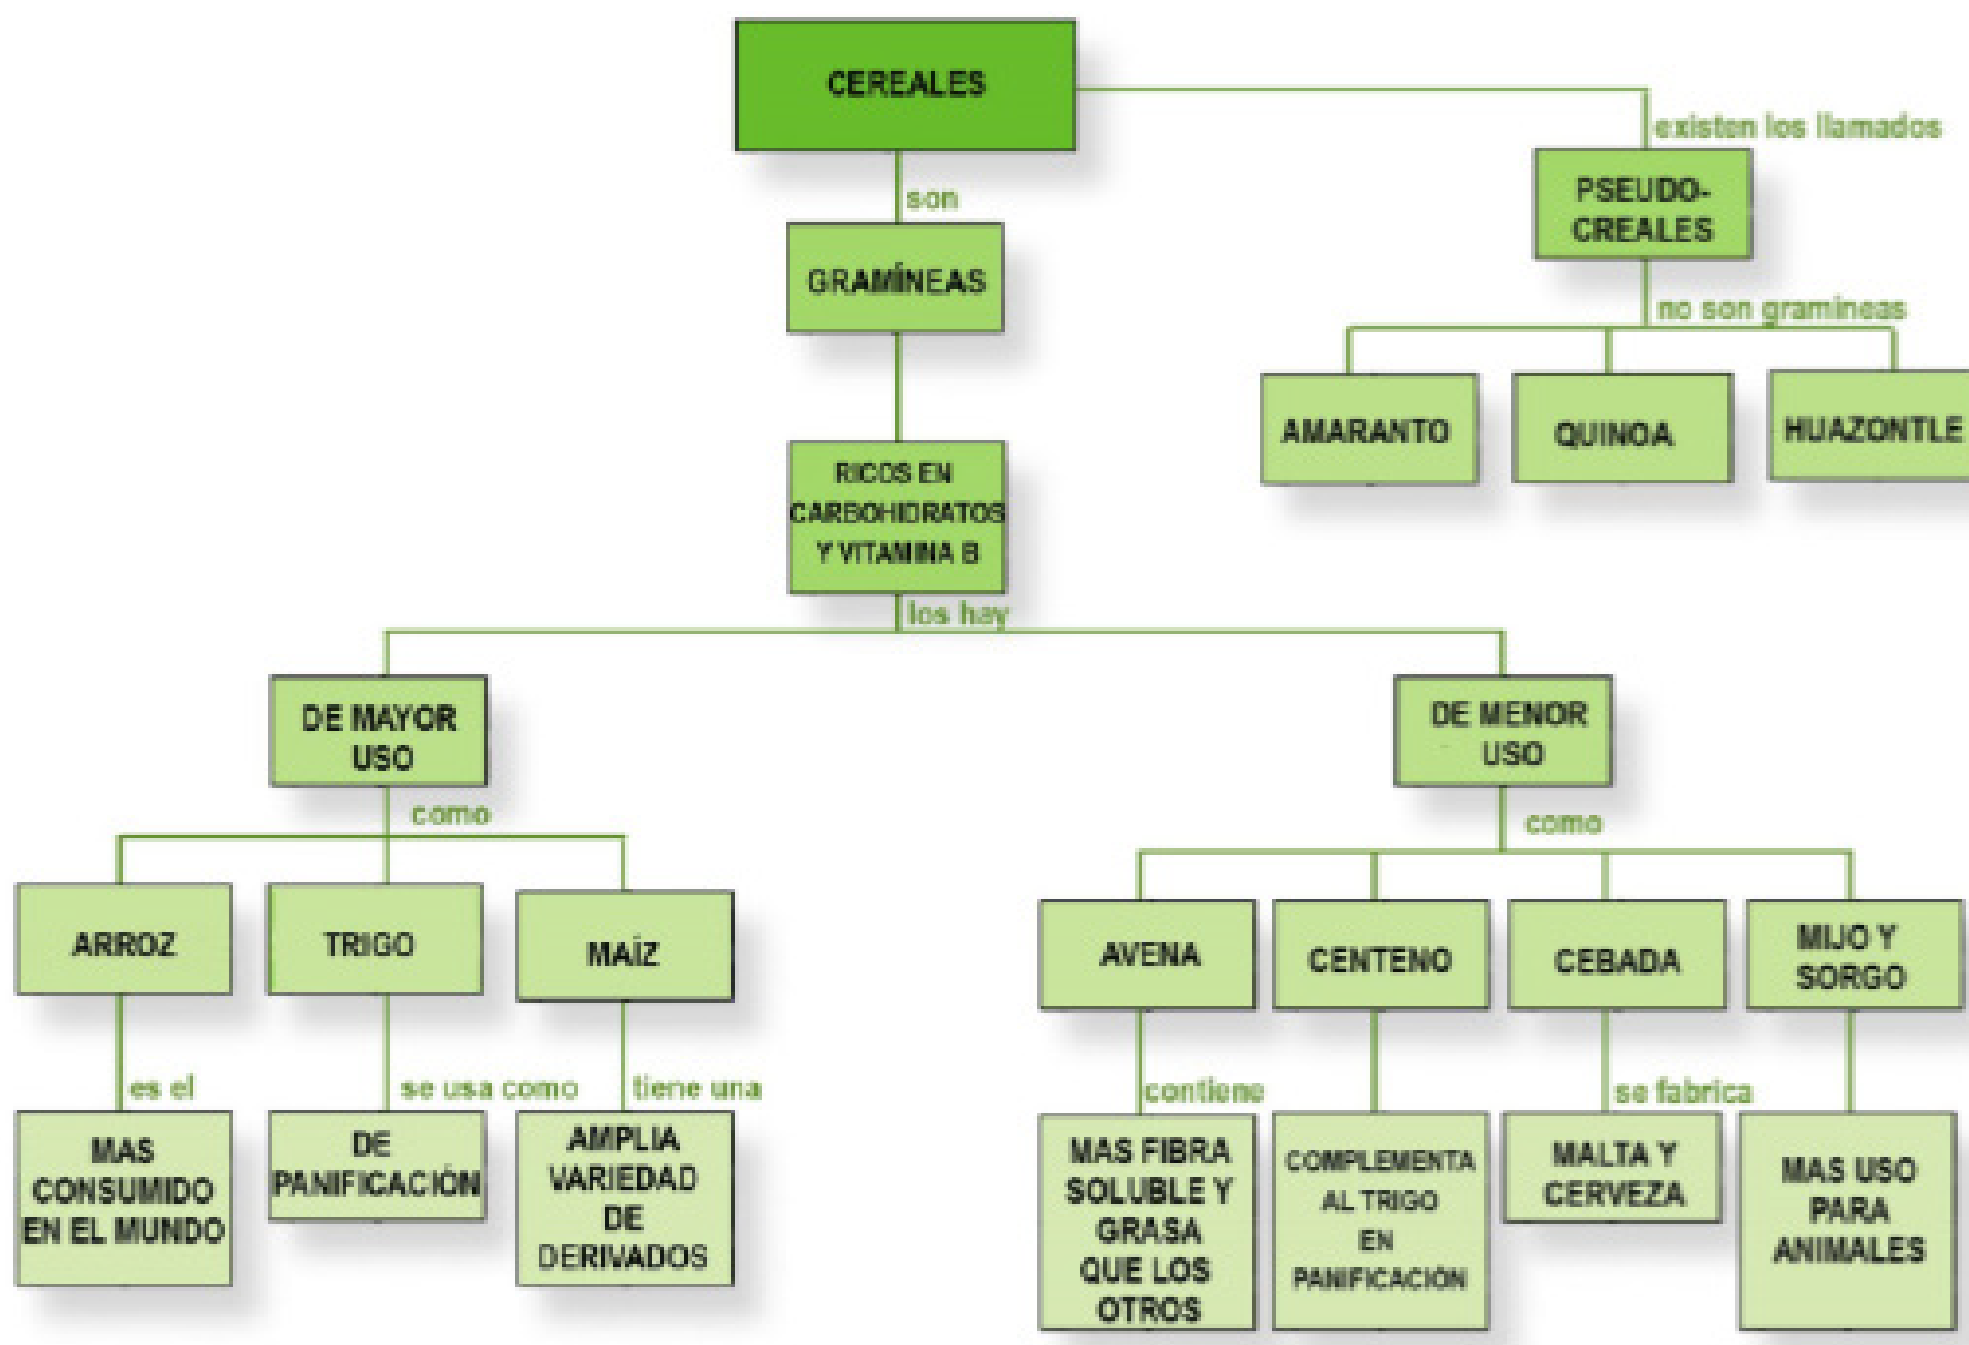 CEREALES
existen los llamados
PSEUDO-
CREALES
son
GRAMÍNEAS
no son gramineas
AMARANTO
QUINOA
HUAZONTLE
RICOS EN
CARBOHIDRATOS
Y VITAMINA B
los hay
DE MAYOR
USO
DE MENOR
USO
como
como
ARROZ
TRIGO
MAÍZ
AVENA
CENTENO
CEBADA
MIJO Y
SORGO
es el
se usa como
tiene una
contiene
se fabrica
MAS
CONSUMIDO
EN EL MUNDO
DE
PANIFICACIÓN
AMPLIA
VARIEDAD
DE
DERIVADOS
MAS FIBRA
SOLUBLE Y
GRASA
QUE LOS
OTROS
COMPLEMENTA
AL TRIGO
EN
PANIFICACIÓN
MALTA Y
CERVEZA
MAS USO
PARA
ANIMALES